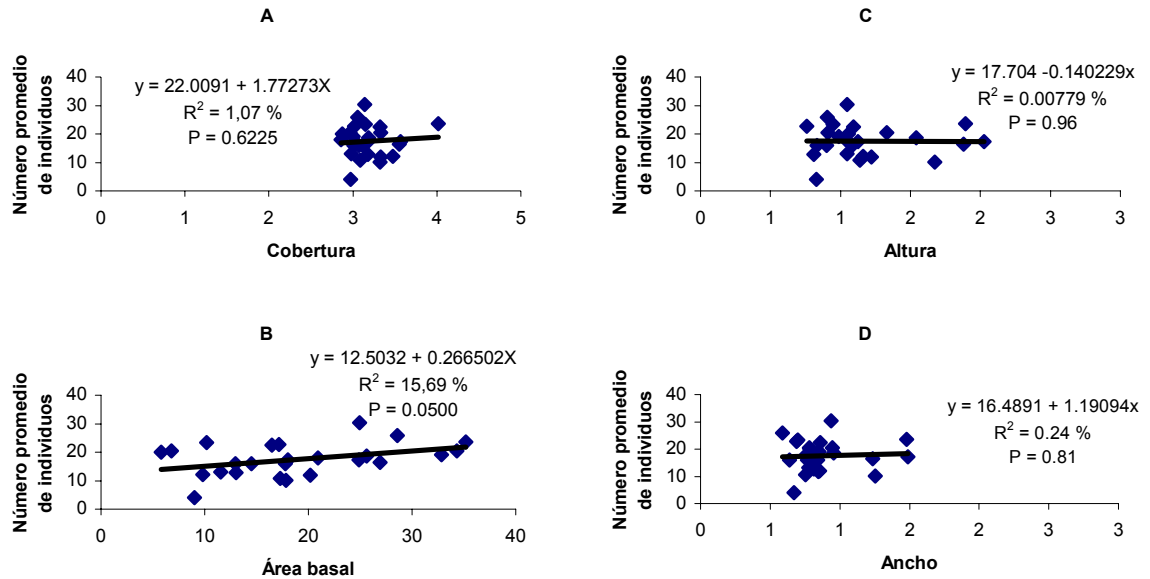 A
Número promedio
de individuos
40
30
20
10
0
y = 22.0091 + 1.77273X
R² = 1,07 %
P = 0.6225
0 1 2 3 4 5
Cobertura
C
Número promedio
de individuos
40
30
20
10
0
y = 17.704 -0.140229x
R² = 0.00779 %
P = 0.96
0 1 1 2 2 3 3
Altura
B
Número promedio
de individuos
40
30
20
10
0
y = 12.5032 + 0.266502X
R² = 15,69 %
P = 0.0500
0 10 20 30 40
Área basal
D
Número promedio
de individuos
40
30
20
10
0
y = 16.4891 + 1.19094x
R² = 0.24 %
P = 0.81
0 1 1 2 2 3 3
Ancho